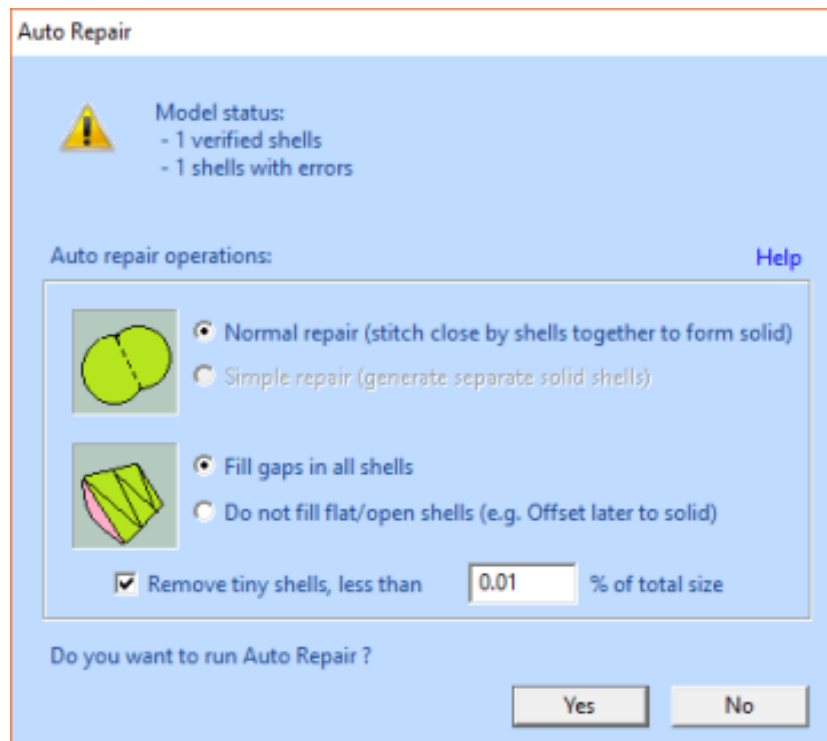 Auto Repair
Model status:
- 1 verified shells
- 1 shells with errors
Auto repair operations:
Help
Normal repair (stitch close by shells together to form solid)
Simple repair (generate separate solid shells)
Fill gaps in all shells
Do not fill flat/open shells (e.g. Offset later to solid)
Remove tiny shells, less than 0.01 % of total size
Do you want to run Auto Repair ?
Yes No